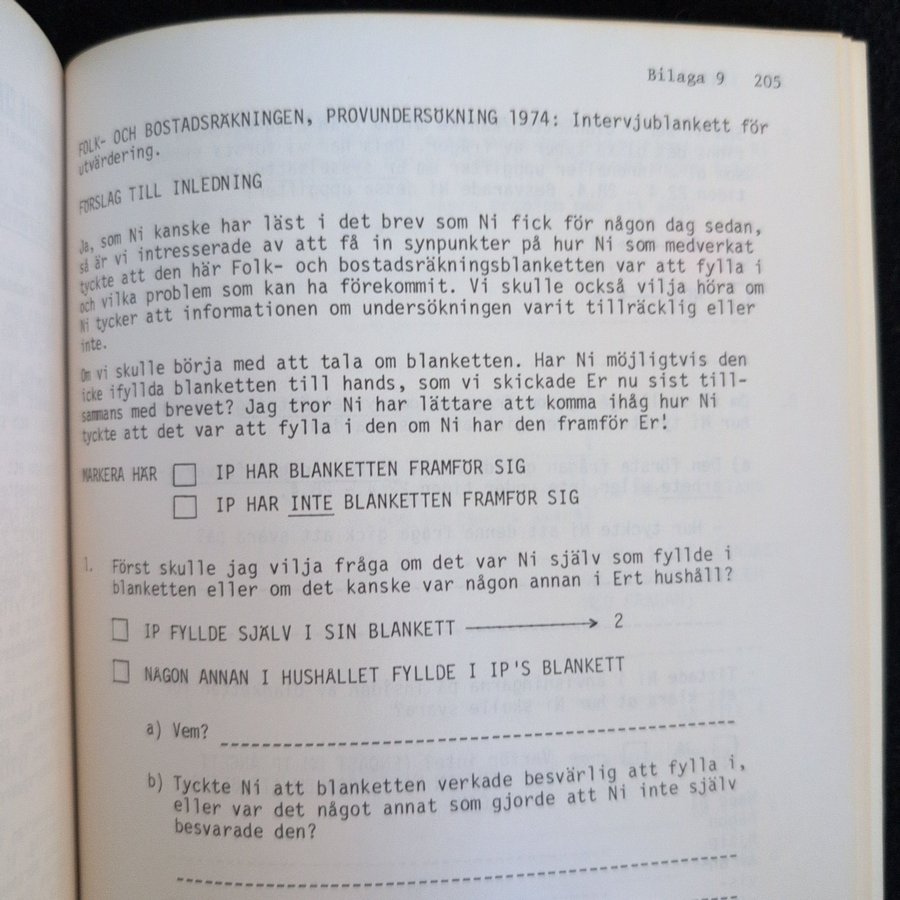 Bilaga 9 205
FOLK- OCH BOSTADSRÄKNINGEN, PROVUNDERSÖKNING 1974: Intervjublankett för
utvärdering.
FÖRSLAG TILL INLEDNING
Ja, som Ni kanske har läst i det brev som Ni fick för någon dag sedan,
så är vi intresserade av att få in synpunkter på hur Ni som medverkat
tyckte att den här Folk- och bostadsräkningsblanketten var att fylla i
och vilka problem som kan ha förekommit. Vi skulle också vilja höra om
Ni tycker att informationen om undersökningen varit tillräcklig eller
inte.
Om vi skulle börja med att tala om blanketten. Har Ni möjligtvis den
icke ifyllda blanketten till hands, som vi skickade Er nu sist till-
sammans med brevet? Jag tror Ni har lättare att komma ihåg hur Ni
tyckte att det var att fylla i den om Ni har den framför Er!
MARKERA HÄR IP HAR BLANKETTEN FRAMFÖR SIG
IP HAR INTE BLANKETTEN FRAMFÖR SIG
1. Först skulle jag vilja fråga om det var Ni själv som fyllde i
blanketten eller om det kanske var någon annan i Ert hushåll?
IP FYLLDE SJÄLV I SIN BLANKETT 2
NÅGON ANNAN I HUSHÅLLET FYLLDE I IP'S BLANKETT
a) Vem?
b) Tyckte Ni att blanketten verkade besvärlig att fylla i,
eller var det något annat som gjorde att Ni inte själv
besvarade den?